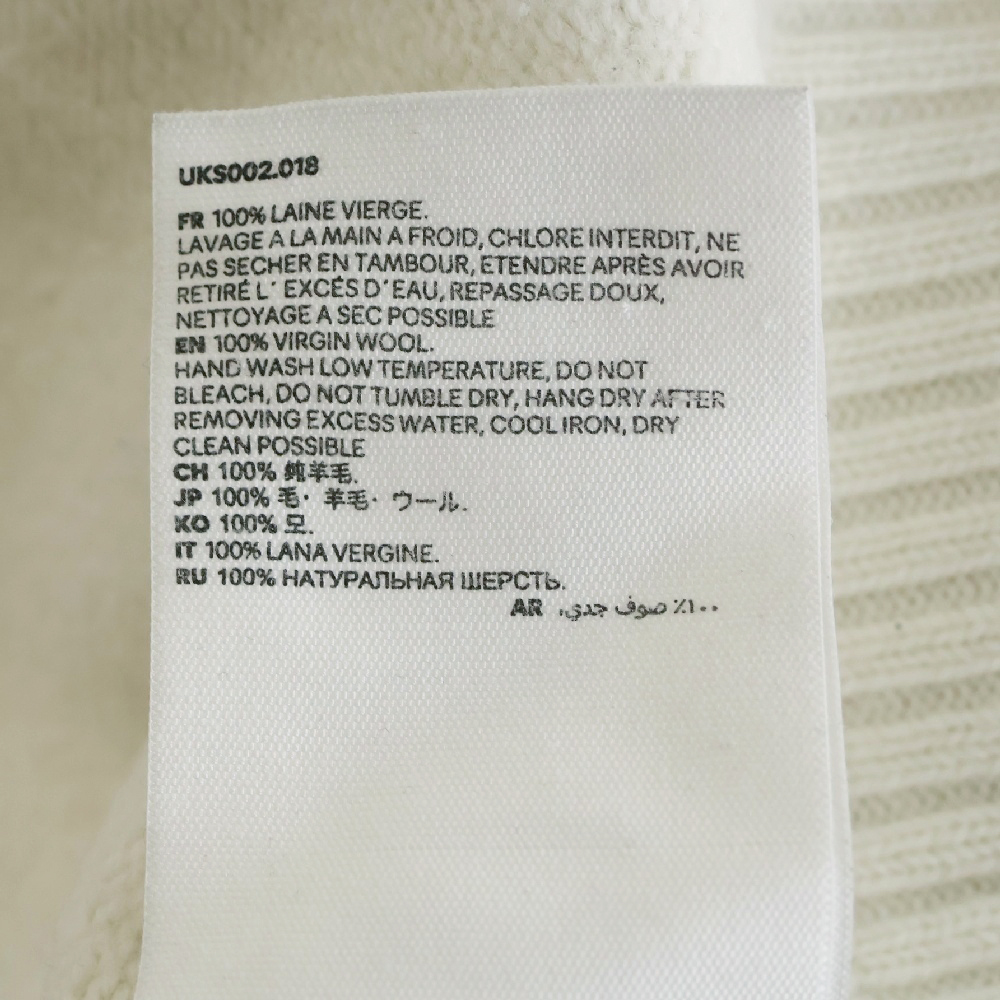 UKS002.018
FR 100% LAINE VIERGE.
LAVAGE A LA MAIN A FROID, CHLORE INTERDIT, NE
PAS SECHER EN TAMBOUR, ETENDRE APRÈS AVOIR
RETIRÉ L' EXCÉS D'EAU, REPASSAGE DOUX,
NETTOYAGE A SEC POSSIBLE
EN 100% VIRGIN WOOL.
HAND WASH LOW TEMPERATURE, DO NOT
BLEACH, DO NOT TUMBLE DRY, HANG DRY AFTER
REMOVING EXCESS WATER, COOL IRON, DRY
CLEAN POSSIBLE
CH 100% 純羊毛.
JP 100% 毛・羊毛・ウール.
KO 100% 모.
IT 100% LANA VERGINE.
RU 100% НАТУРАЛЬНАЯ ШЕРСТЬ.
AR ١٠٠٪ صوف جدي.